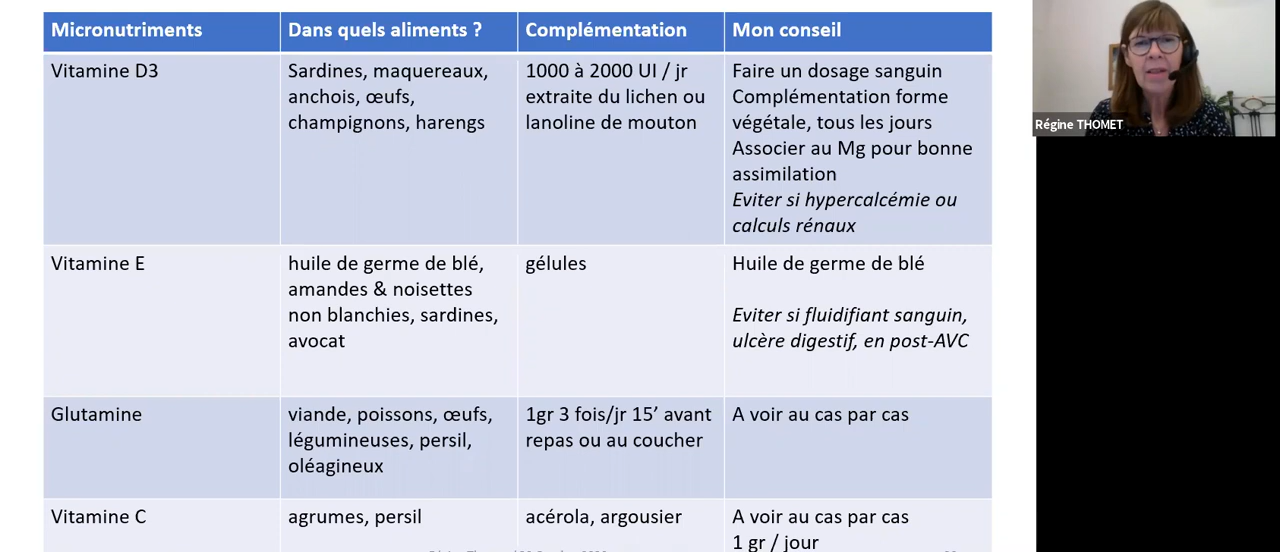 Micronutriments
Dans quels aliments ?
Complémentation
Mon conseil
Vitamine D3
Sardines, maquereaux,
anchois, œufs,
champignons, harengs
1000 à 2000 UI / jr
extraite du lichen ou
lanoline de mouton
Faire un dosage sanguin
Complémentation forme
végétale, tous les jours
Associer au Mg pour bonne
assimilation
Eviter si hypercalcémie ou
calculs rénaux
Vitamine E
huile de germe de blé,
amandes & noisettes
non blanchies, sardines,
avocat
gélules
Huile de germe de blé
Eviter si fluidifiant sanguin,
ulcère digestif, en post-AVC
Glutamine
viande, poissons, œufs,
légumineuses, persil,
oléagineux
1gr 3 fois/jr 15’ avant
repas ou au coucher
A voir au cas par cas
Vitamine C
agrumes, persil
acérola, argousier
A voir au cas par cas
1 gr / jour
Régine THOMET